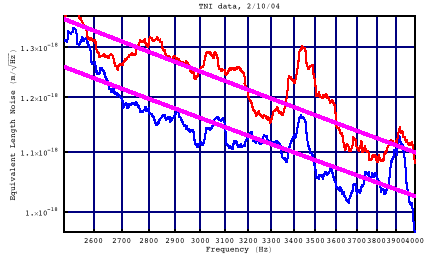 TNI data, 2/10/04
Equivalent Length Noise (m/√Hz)
1.3×10⁻¹⁸
1.2×10⁻¹⁸
1.1×10⁻¹⁸
1.×10⁻¹⁸
2600 2700 2800 2900 3000 3100 3200 3300 3400 3500 3600 3700 3800 3900 4000
Frequency (Hz)